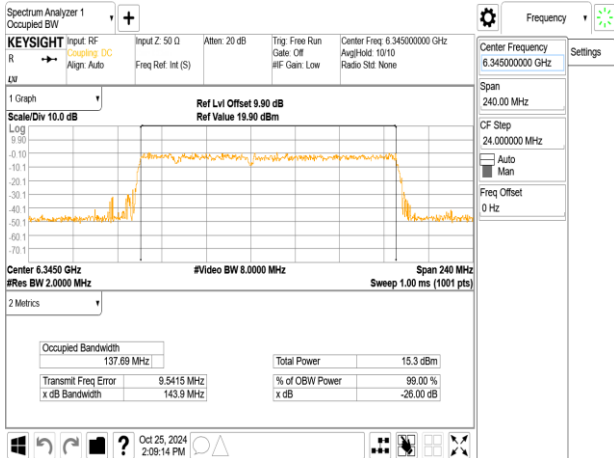 Spectrum Analyzer 1
Occupied BW
Frequency
KEYSIGHT
R
Input: RF
Coupling: DC
Align: Auto
Input Z: 50 Ω
Freq Ref: Int (S)
Atten: 20 dB
Trig: Free Run
Gate: Off
#IF Gain: Low
Center Freq: 6.345000000 GHz
Avg|Hold: 10/10
Radio Std: None
Center Frequency
6.345000000 GHz
Settings
Span
240.00 MHz
CF Step
24.000000 MHz
Auto
Man
Freq Offset
0 Hz
1 Graph
Scale/Div 10.0 dB
Ref Lvl Offset 9.90 dB
Ref Value 19.90 dBm
Log
9.90
-0.10
-10.1
-20.1
-30.1
-40.1
-50.1
-60.1
-70.1
Center 6.3450 GHz
#Res BW 2.0000 MHz
#Video BW 8.0000 MHz
Span 240 MHz
Sweep 1.00 ms (1001 pts)
2 Metrics
Occupied Bandwidth
137.69 MHz
Transmit Freq Error 9.5415 MHz
x dB Bandwidth 143.9 MHz
Total Power 15.3 dBm
% of OBW Power 99.00 %
x dB -26.00 dB
?
Oct 25, 2024
2:09:14 PM